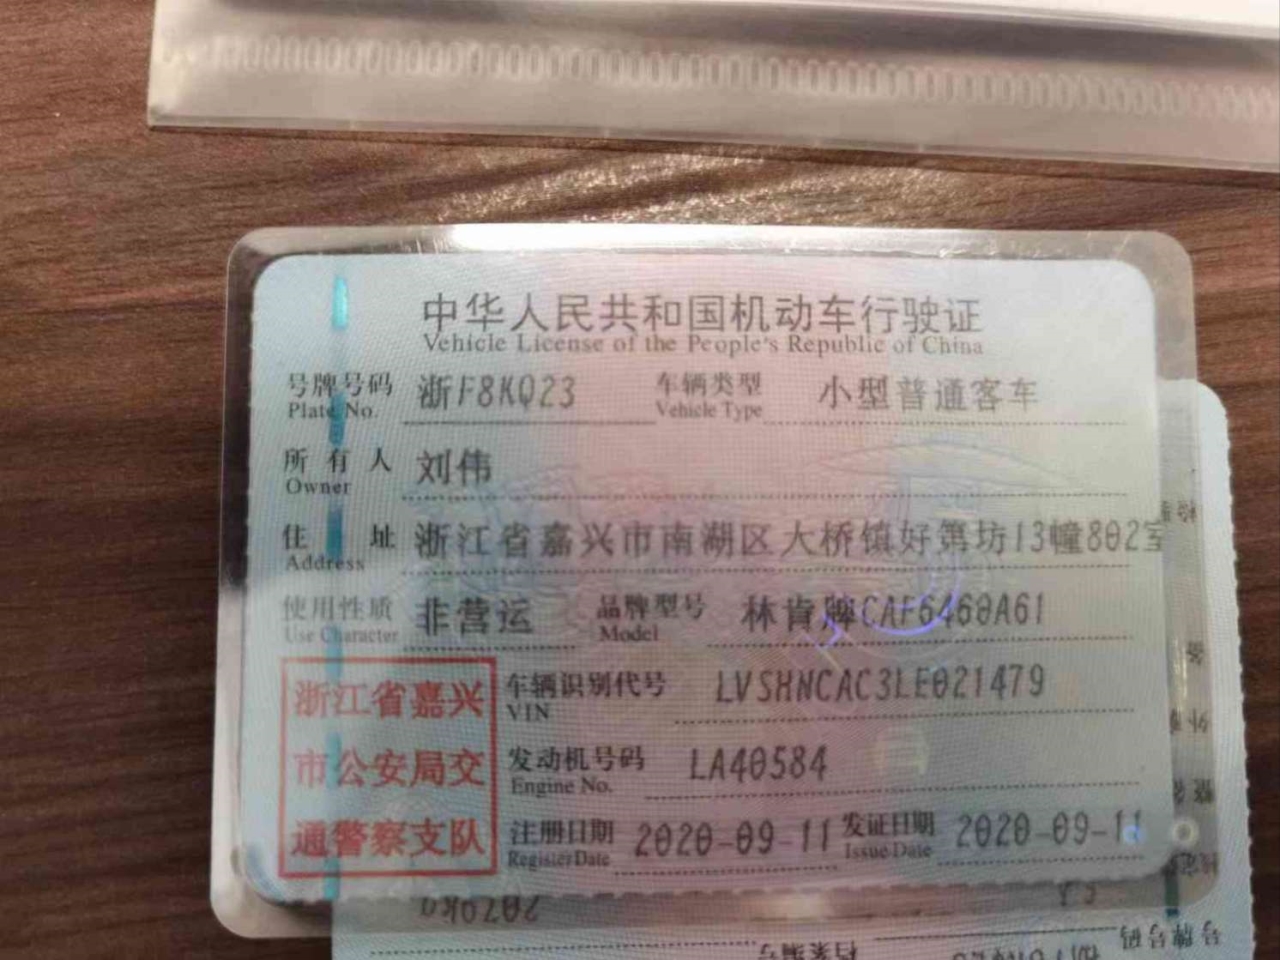 中华人民共和国机动车行驶证
Vehicle License of the People's Republic of China
号牌号码 浙F8KQ23 车辆类型 小型普通客车
Plate No. Vehicle Type
所有人 刘伟
Owner
住址 浙江省嘉兴市南湖区大桥镇好第坊13幢802室
Address
使用性质 非营运 品牌型号 林肯牌CAF6460A61
Use Character Model
浙江省嘉兴 车辆识别代号 LVSHNCAC3LE021479
VIN
市公安局交 发动机号码 LA40584
Engine No.
通警察支队 注册日期 2020-09-11 发证日期 2020-09-11
Register Date Issue Date
号牌号码
档案编号